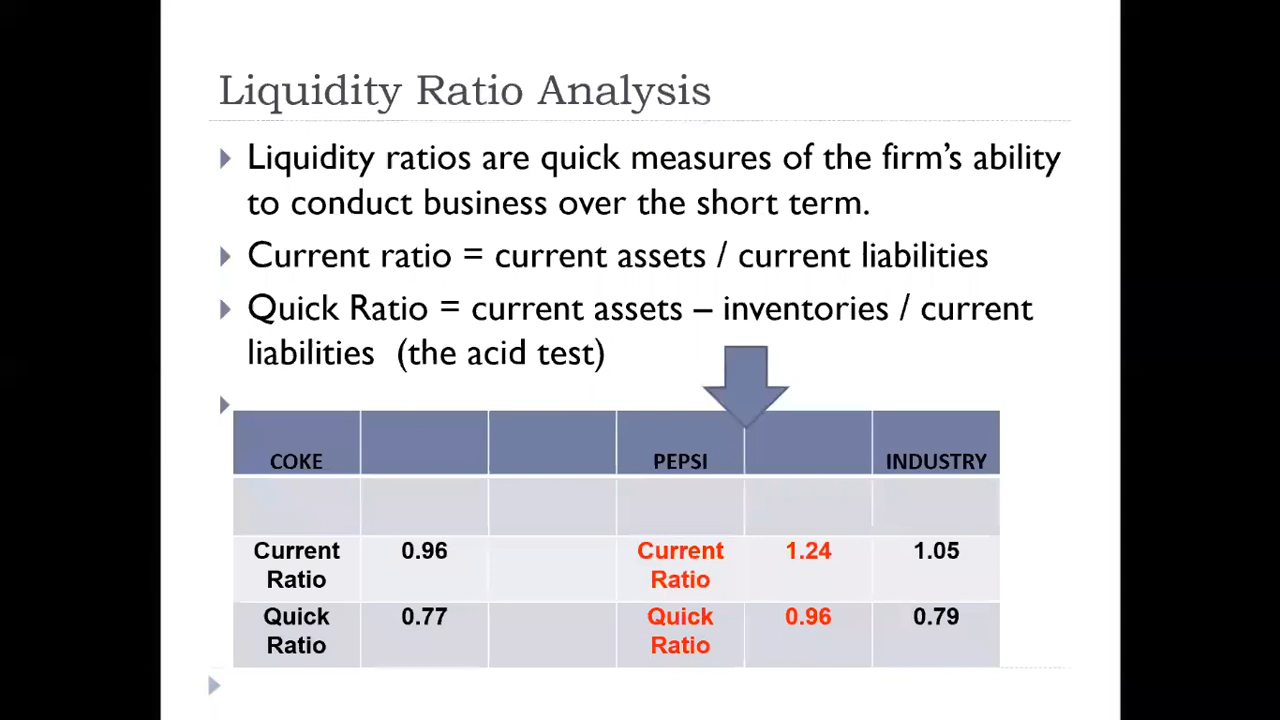 Liquidity Ratio Analysis
Liquidity ratios are quick measures of the firm's ability
to conduct business over the short term.
Current ratio = current assets / current liabilities
Quick Ratio = current assets – inventories / current
liabilities (the acid test)
COKE PEPSI INDUSTRY
Current Ratio 0.96 Current Ratio 1.24 1.05
Quick Ratio 0.77 Quick Ratio 0.96 0.79